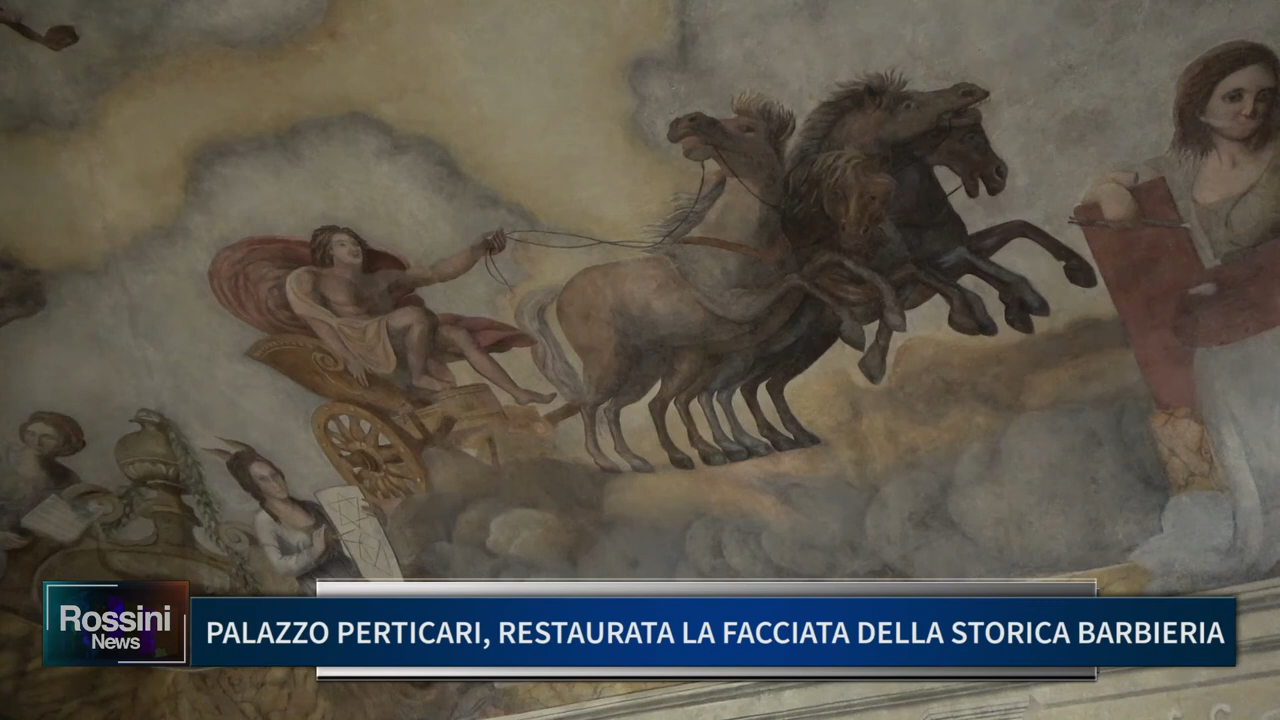 Rossini
News
PALAZZO PERTICARI, RESTAURATA LA FACCIATA DELLA STORICA BARBIERIA